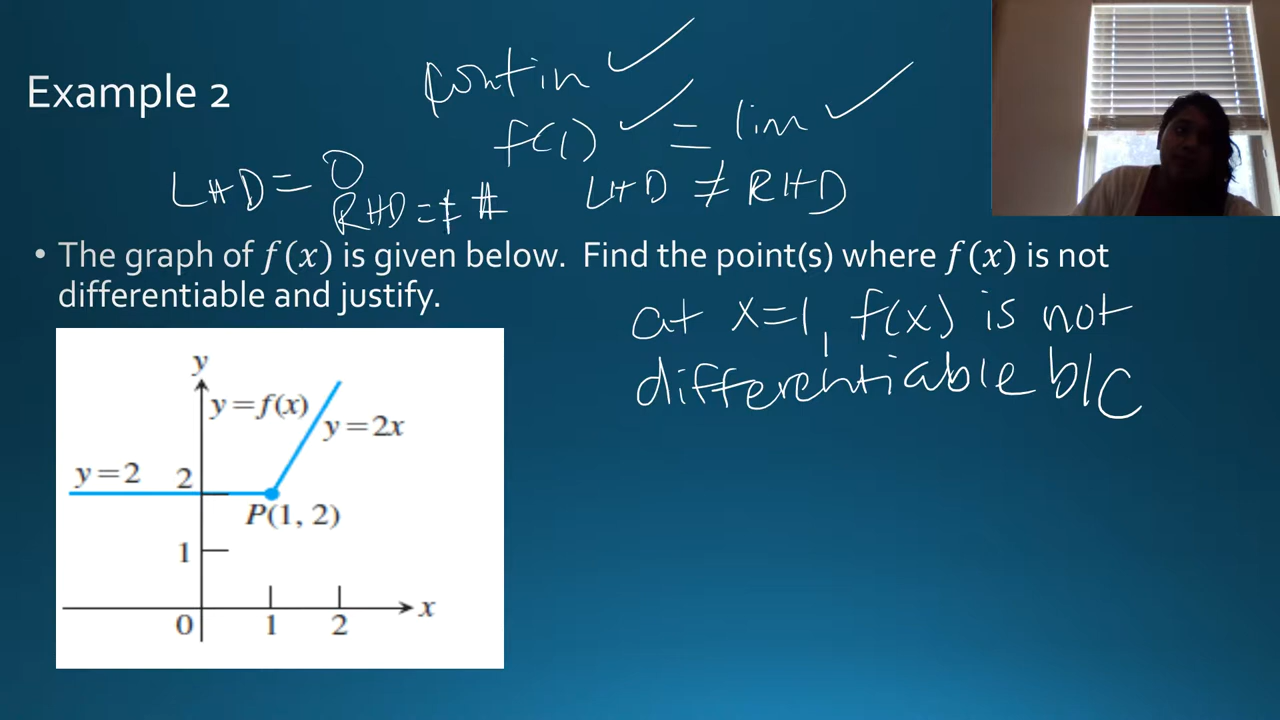 Example 2
contin ✓
f(1) ✓ = lim ✓
LHD = 0
RHD = + #
LHD ≠ RHD
• The graph of f(x) is given below. Find the point(s) where f(x) is not
differentiable and justify.
at x=1, f(x) is not
differentiable b/c
y
y=f(x)
y=2x
y=2
2
P(1, 2)
1
x
0
1
2